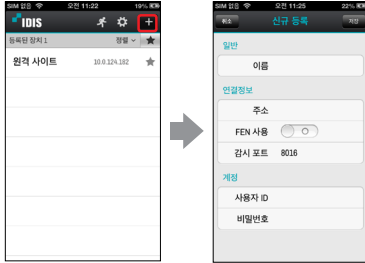 SIM 없음 오전 11:22 19%
IDIS
등록된 장치 1 정렬
원격 사이트 10.0.124.162
SIM 없음 오전 11:25 22%
취소 신규 등록 저장
일반
이름
연결정보
주소
FEN 사용
감시 포트 8016
계정
사용자 ID
비밀번호